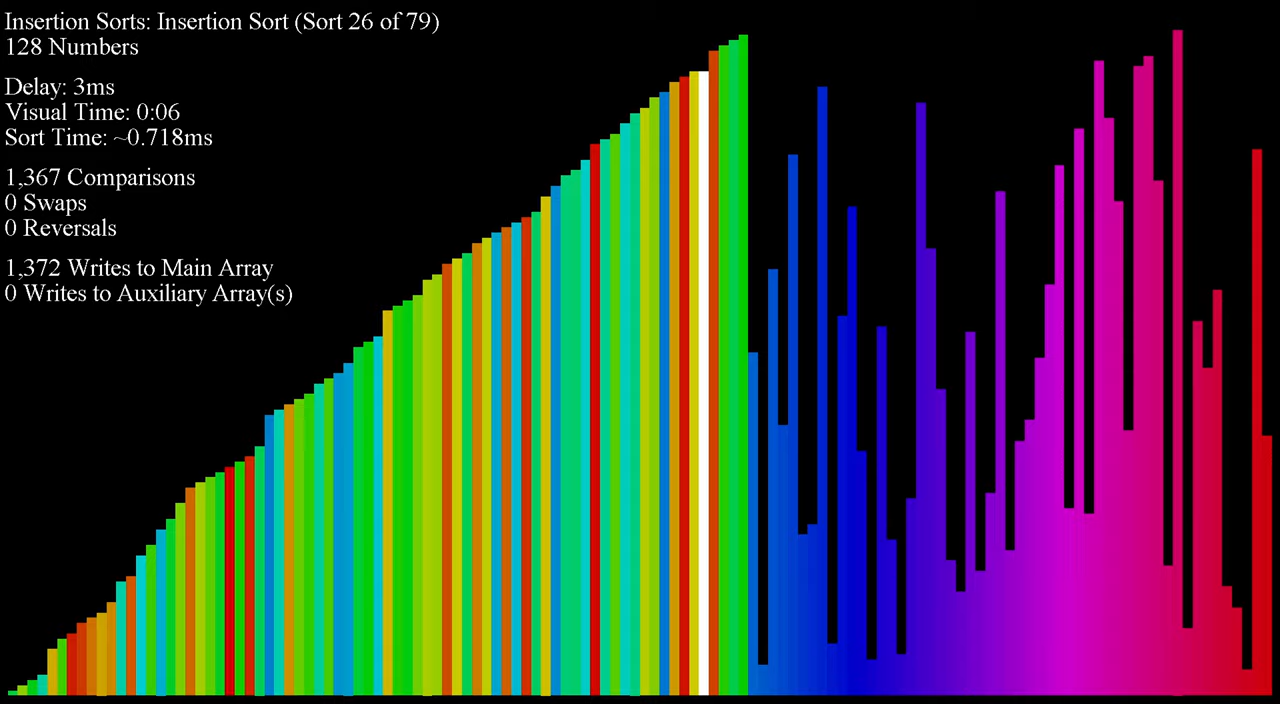 Insertion Sorts: Insertion Sort (Sort 26 of 79)
128 Numbers
Delay: 3ms
Visual Time: 0:06
Sort Time: ~0.718ms
1,367 Comparisons
0 Swaps
0 Reversals
1,372 Writes to Main Array
0 Writes to Auxiliary Array(s)